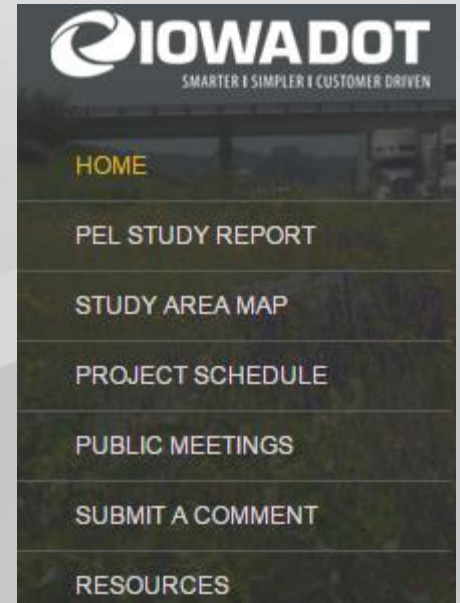 IOWADOT
SMARTER I SIMPLER I CUSTOMER DRIVEN
HOME
PEL STUDY REPORT
STUDY AREA MAP
PROJECT SCHEDULE
PUBLIC MEETINGS
SUBMIT A COMMENT
RESOURCES